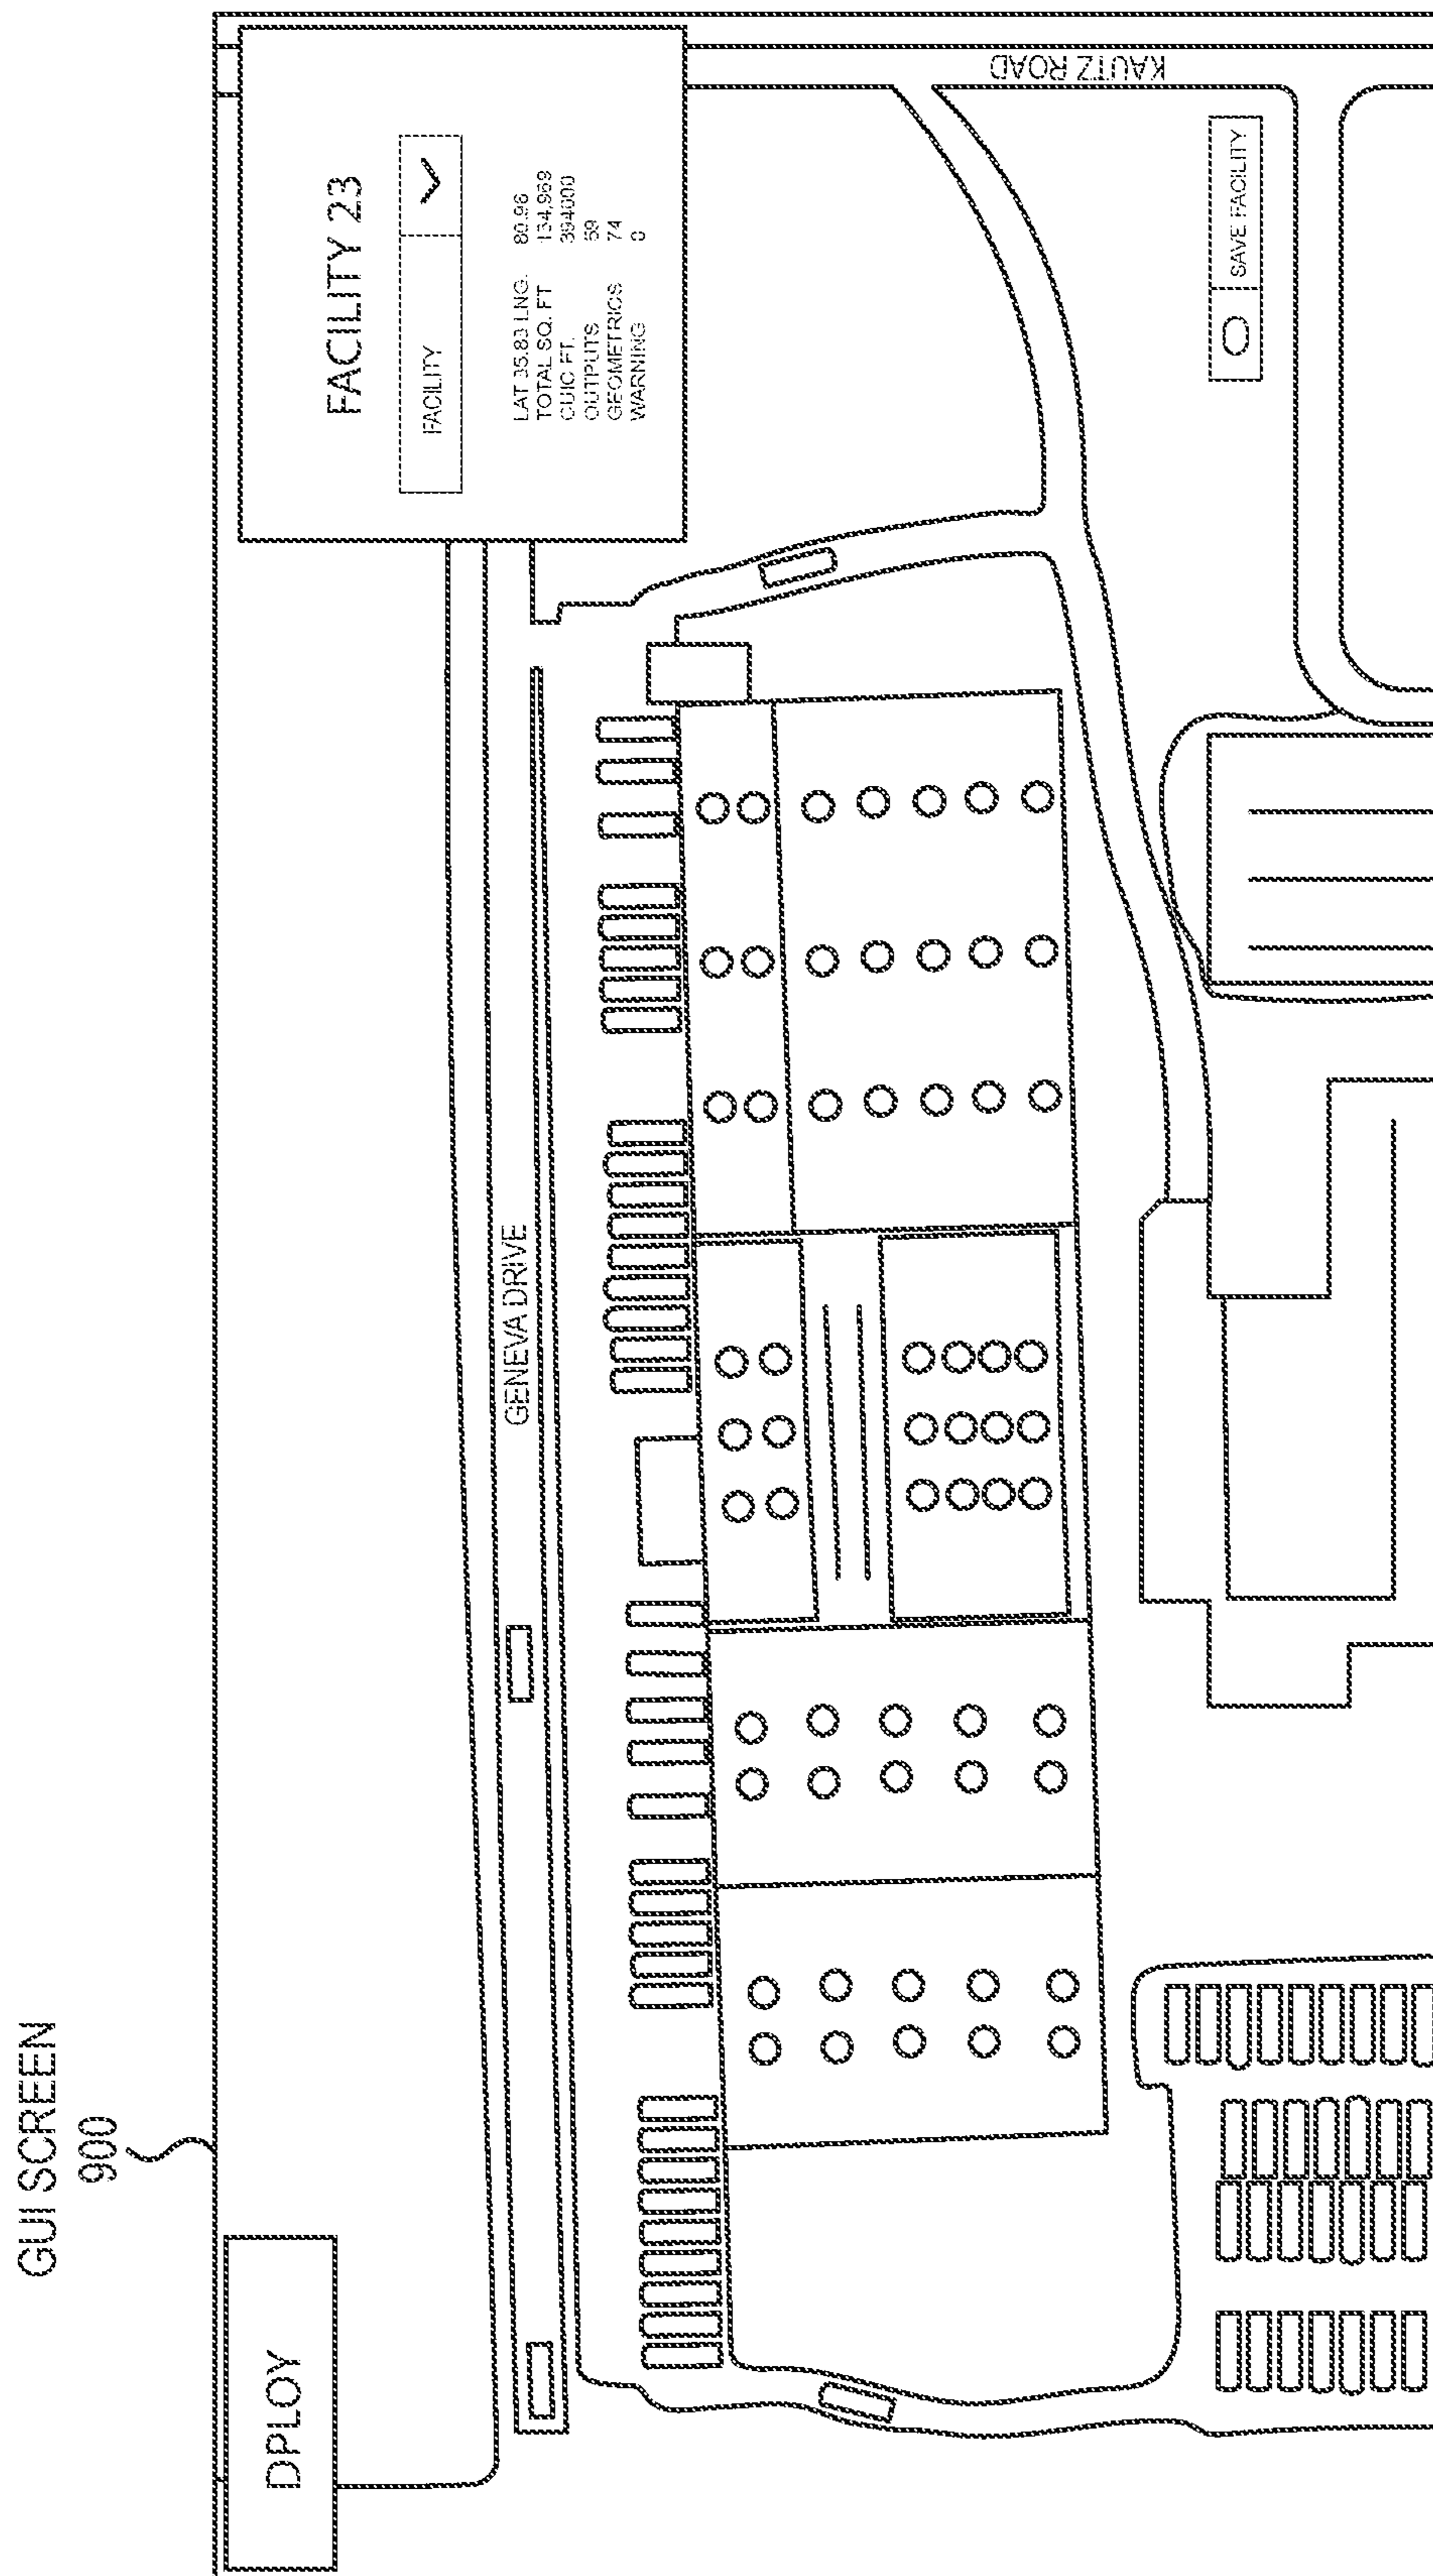 GUI SCREEN
900
DPLOY
FACILITY 23
FACILITY
LAT 35.83 LNG. 80.96
TOTAL SQ. FT 134,969
CUIC FT. 394000
OUTPUTS 59
GEOMETRICS 74
WARNING 0
GENEVA DRIVE
KAUTZ ROAD
SAVE FACILITY